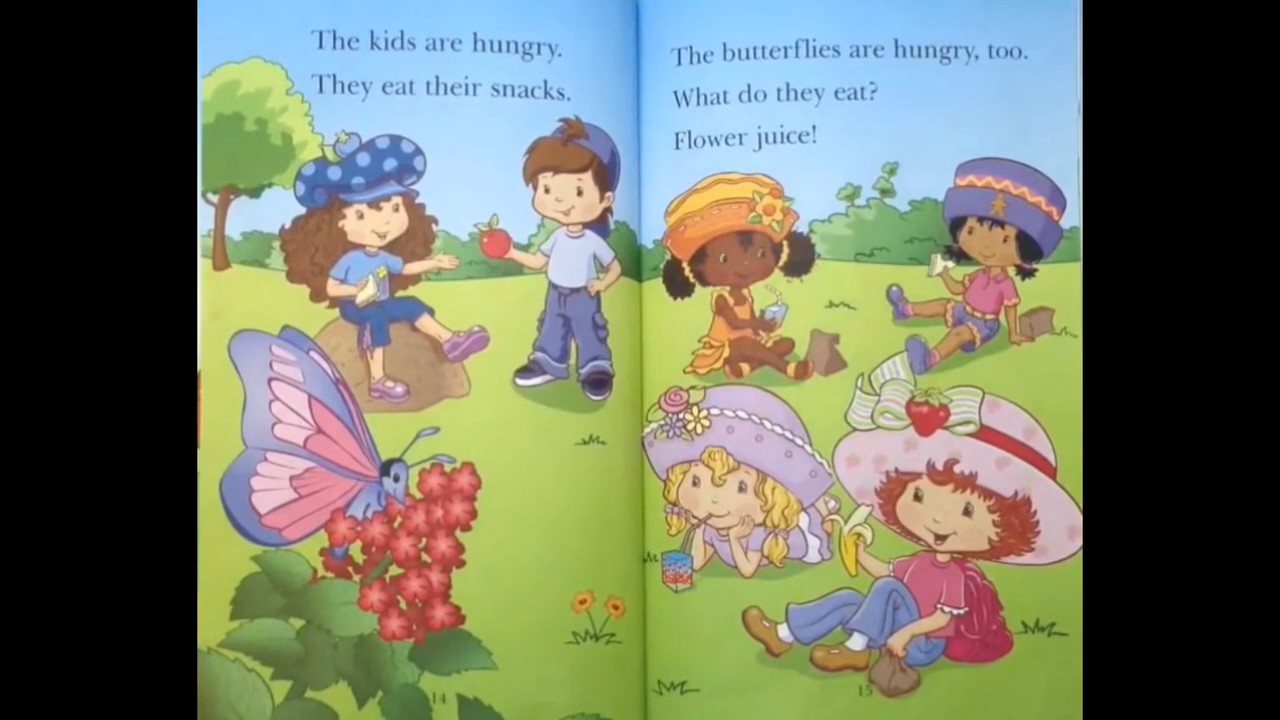 The kids are hungry.
They eat their snacks.
14
The butterflies are hungry, too.
What do they eat?
Flower juice!
15